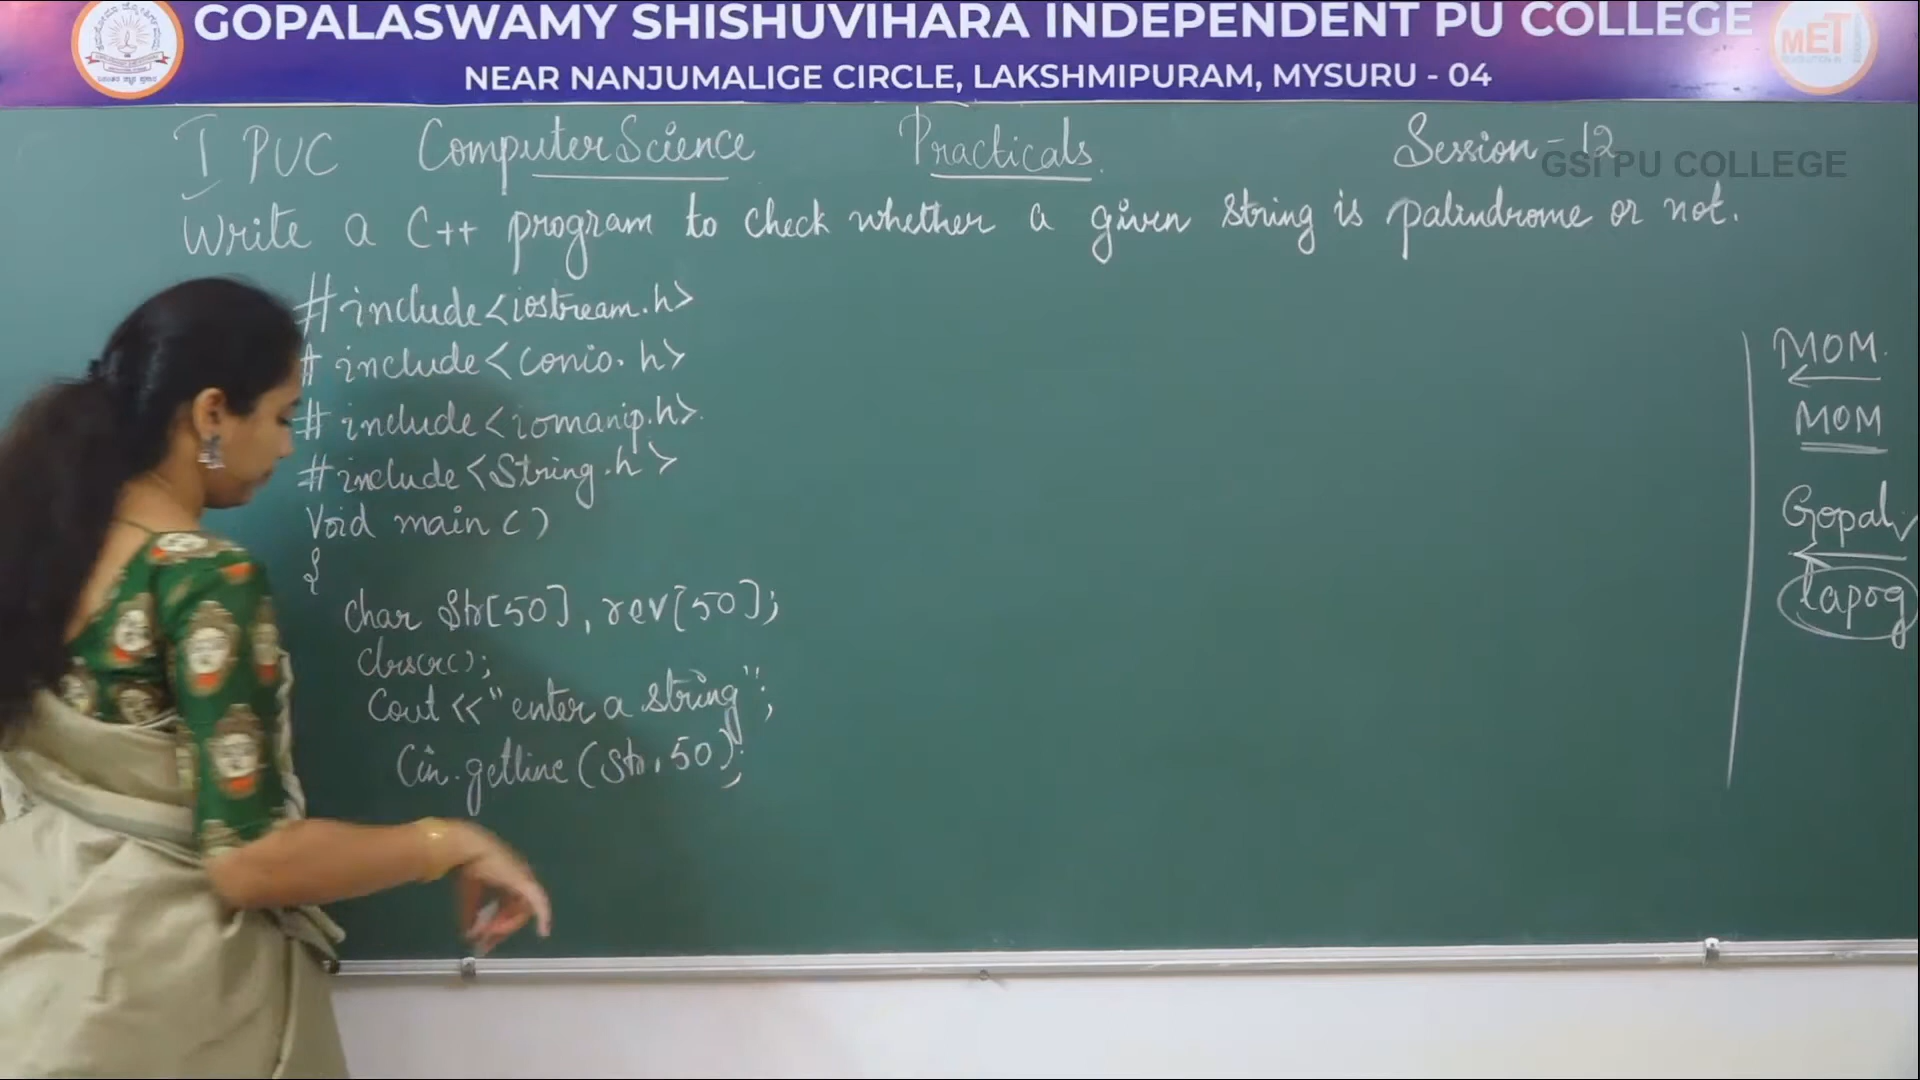 GOPALASWAMY SHISHUVIHARA INDEPENDENT PU COLLEGE
MET
NEAR NANJUMALIGE CIRCLE, LAKSHMIPURAM, MYSURU - 04
I PUC Computer Science Practicals Session - 12
GSI PU COLLEGE
Write a C++ program to check whether a given string is palindrome or not.
#include<iostream.h>
#include<conio.h>
#include<iomanip.h>
#include<String.h>
Void main()
{
char Str[50], rev[50];
clrscr();
Cout <<"enter a string";
Cin.getline(Str, 50);
MOM.
MOM
Gopal
lapog